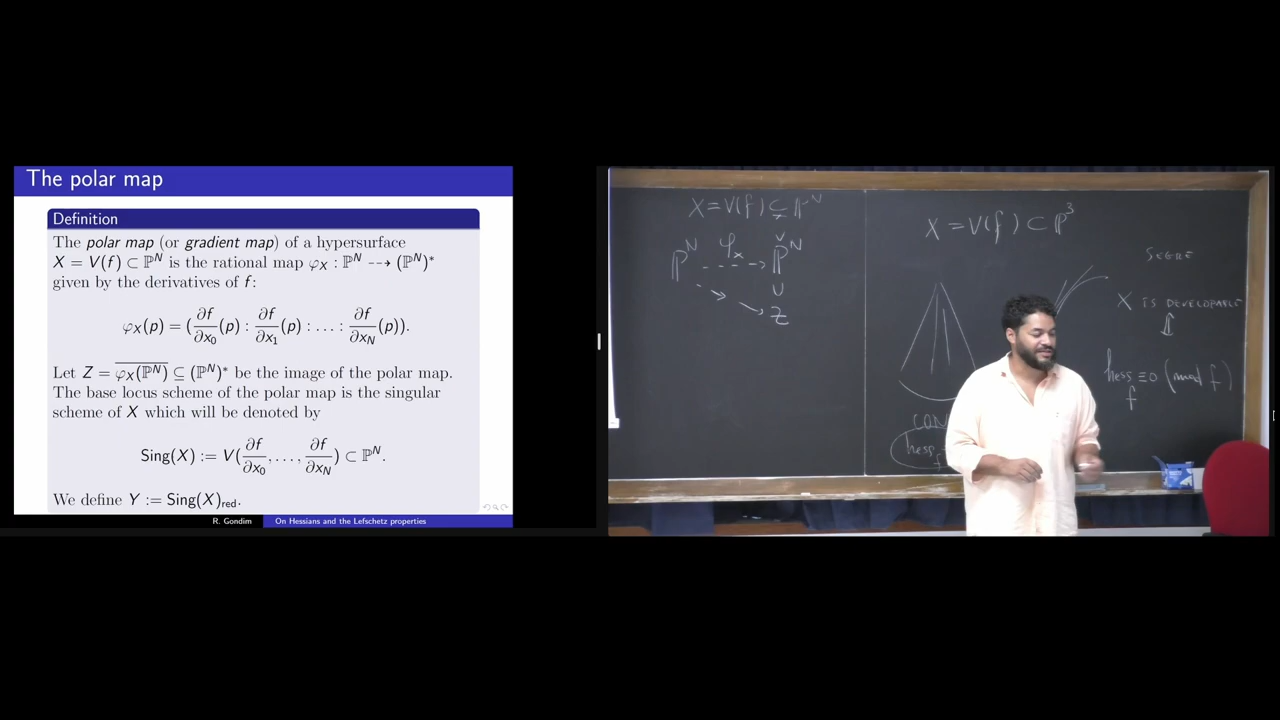 The polar map
Definition
The polar map (or gradient map) of a hypersurface
X = V(f) ⊂ ℙ^N is the rational map φ_X : ℙ^N ⇢ (ℙ^N)*
given by the derivatives of f:
φ_X(p) = (∂f/∂x_0(p) : ∂f/∂x_1(p) : … : ∂f/∂x_N(p)).
Let Z = \overline{φ_X(ℙ^N)} ⊆ (ℙ^N)* be the image of the polar map.
The base locus scheme of the polar map is the singular
scheme of X which will be denoted by
Sing(X) := V(∂f/∂x_0, …, ∂f/∂x_N) ⊂ ℙ^N.
We define Y := Sing(X)_red.
R. Gondim On Hessians and the Lefschetz properties
X = V(f) ⊊ ℙ^N
ℙ^N φ_X ⇢ ℙ̌^N
∪
Z
X = V(f) ⊂ ℙ^3
SEGRE
X IS DEVELOPABLE
⇕
hess_f ≡ 0 (mod f)
hess
f